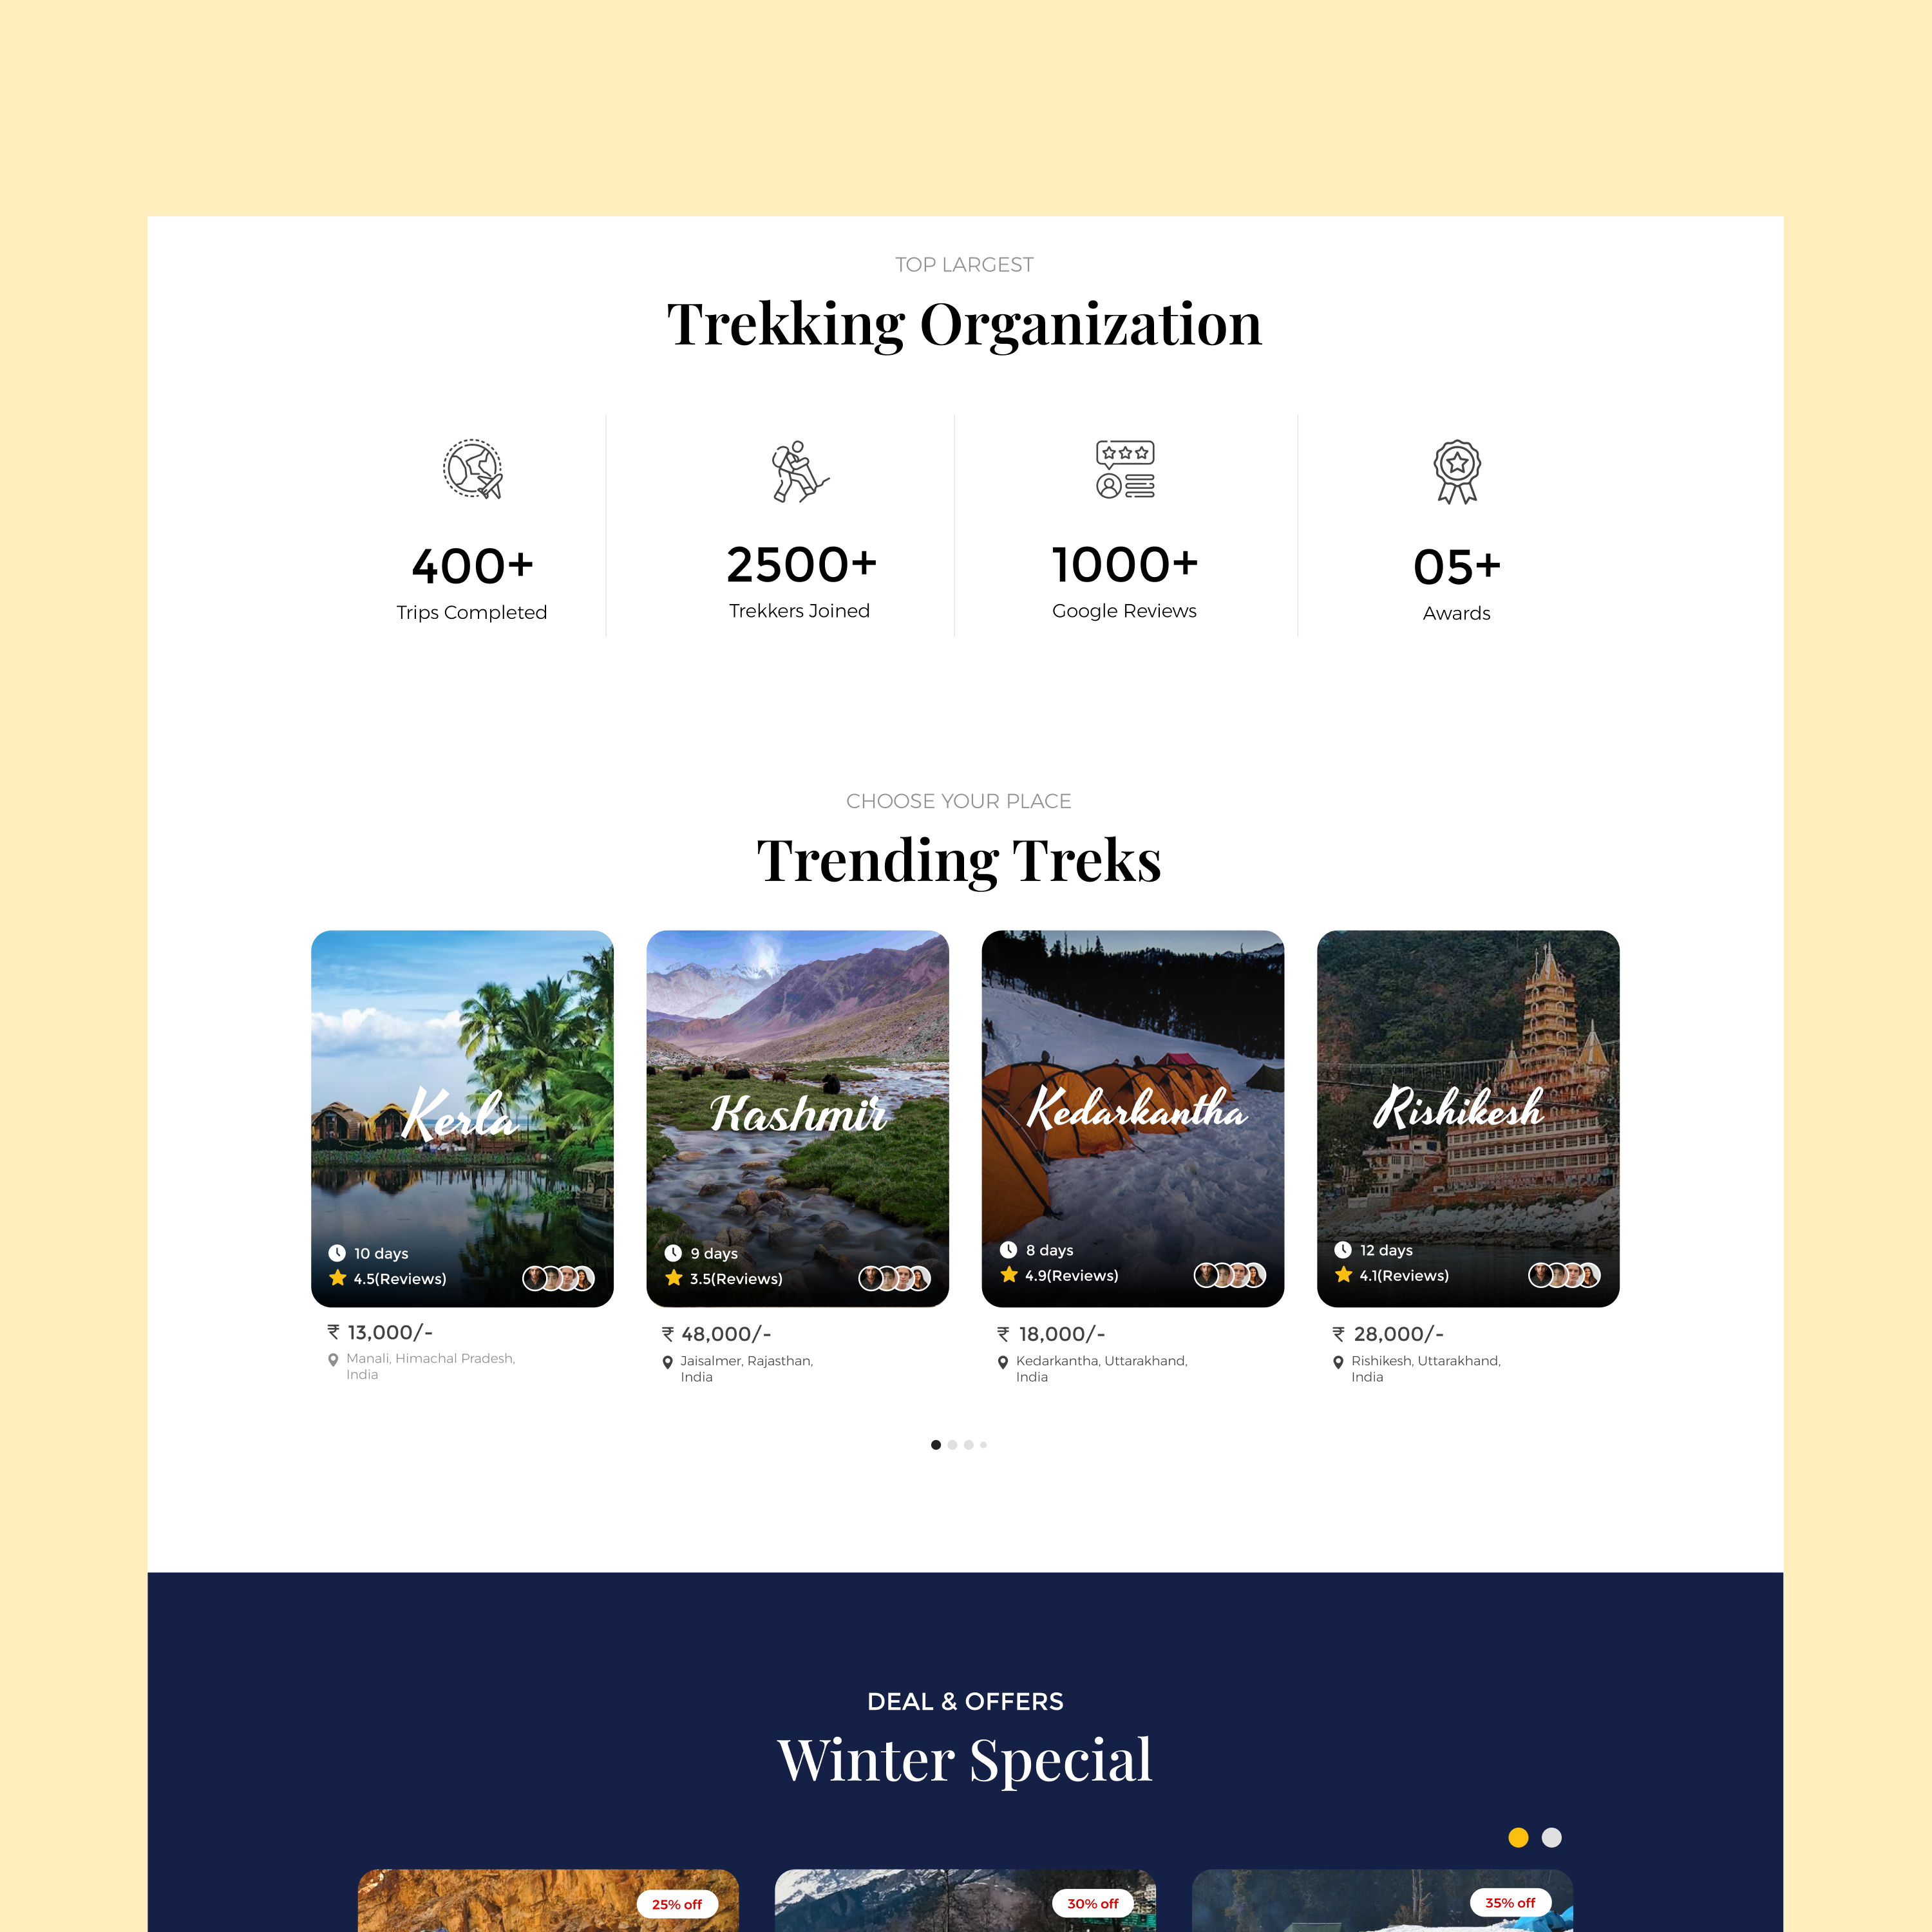 TOP LARGEST
Trekking Organization
400+
Trips Completed
2500+
Trekkers Joined
1000+
Google Reviews
05+
Awards
CHOOSE YOUR PLACE
Trending Treks
Kerla
10 days
4.5(Reviews)
₹ 13,000/-
Manali, Himachal Pradesh,
India
Kashmir
9 days
3.5(Reviews)
₹ 48,000/-
Jaisalmer, Rajasthan,
India
Kedarkantha
8 days
4.9(Reviews)
₹ 18,000/-
Kedarkantha, Uttarakhand,
India
Rishikesh
12 days
4.1(Reviews)
₹ 28,000/-
Rishikesh, Uttarakhand,
India
DEAL & OFFERS
Winter Special
25% off
30% off
35% off